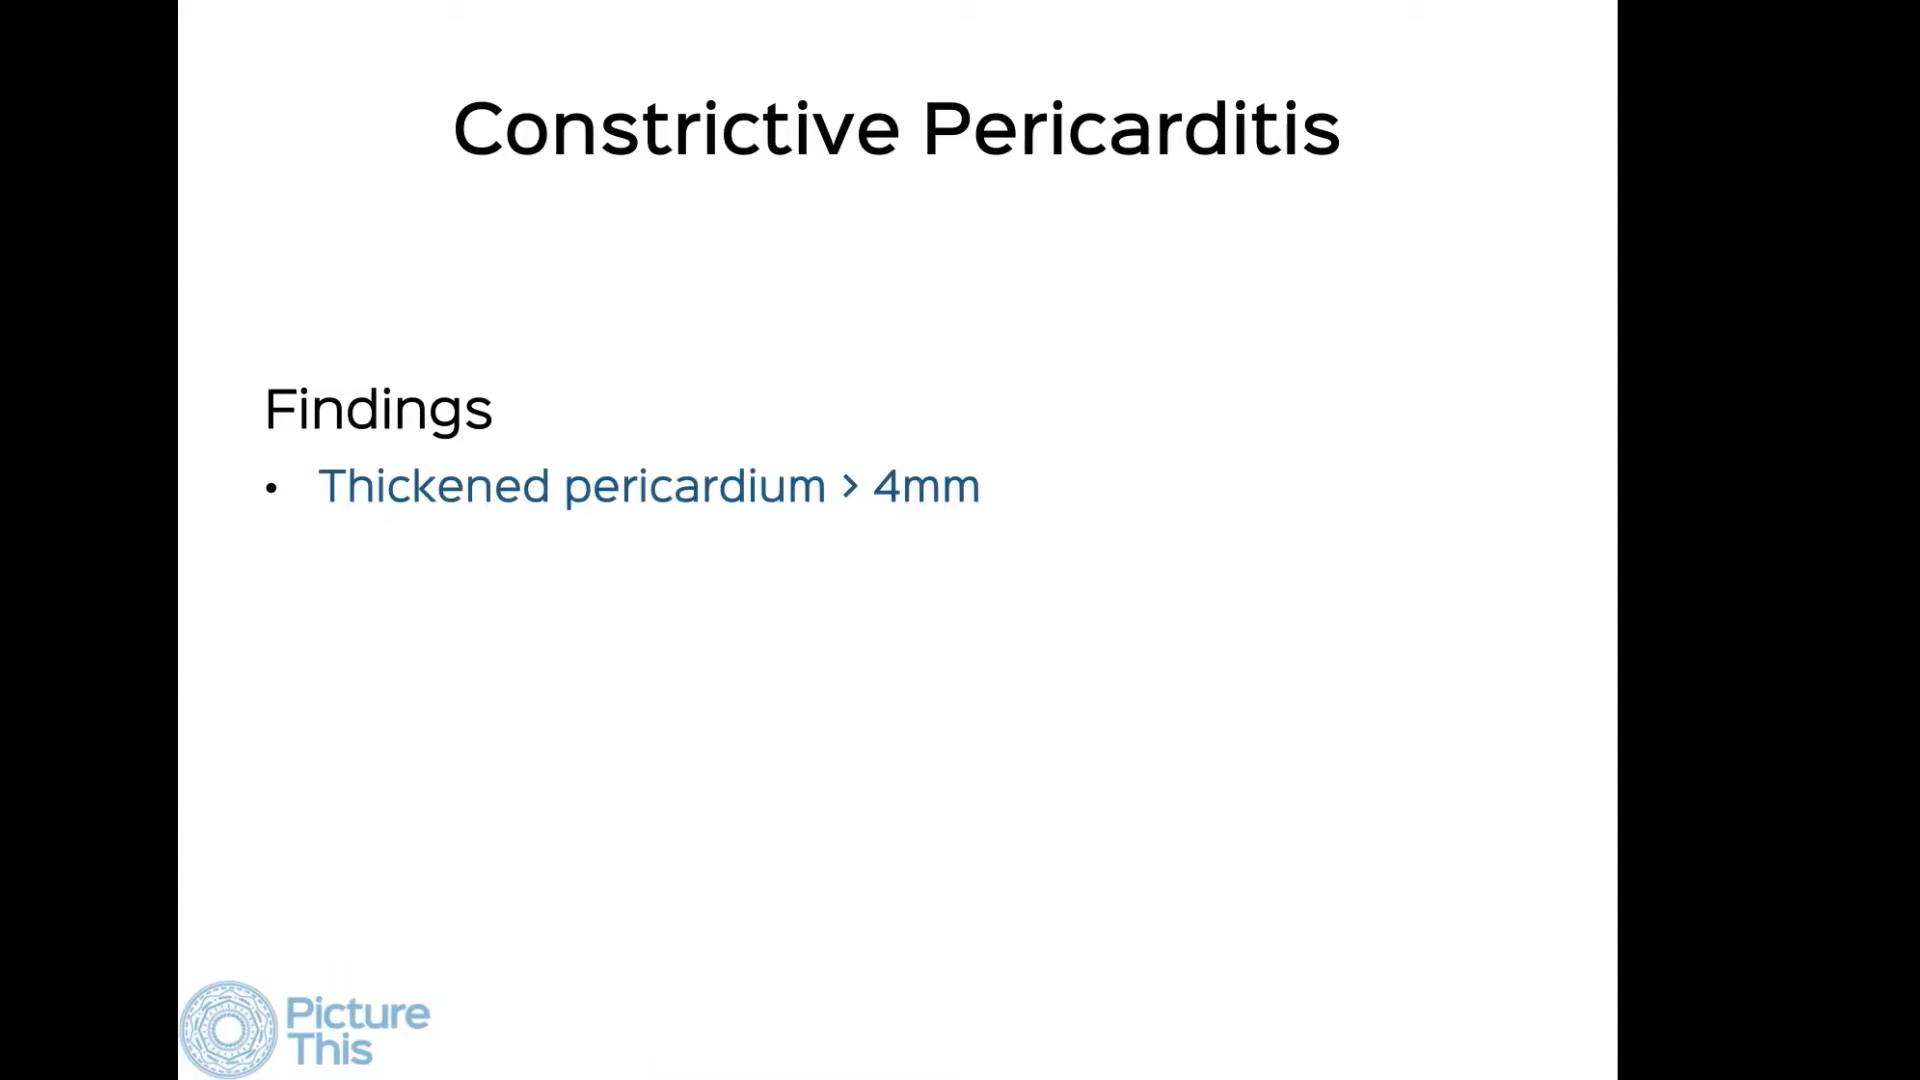 Constrictive Pericarditis
Findings
• Thickened pericardium > 4mm
Picture
This